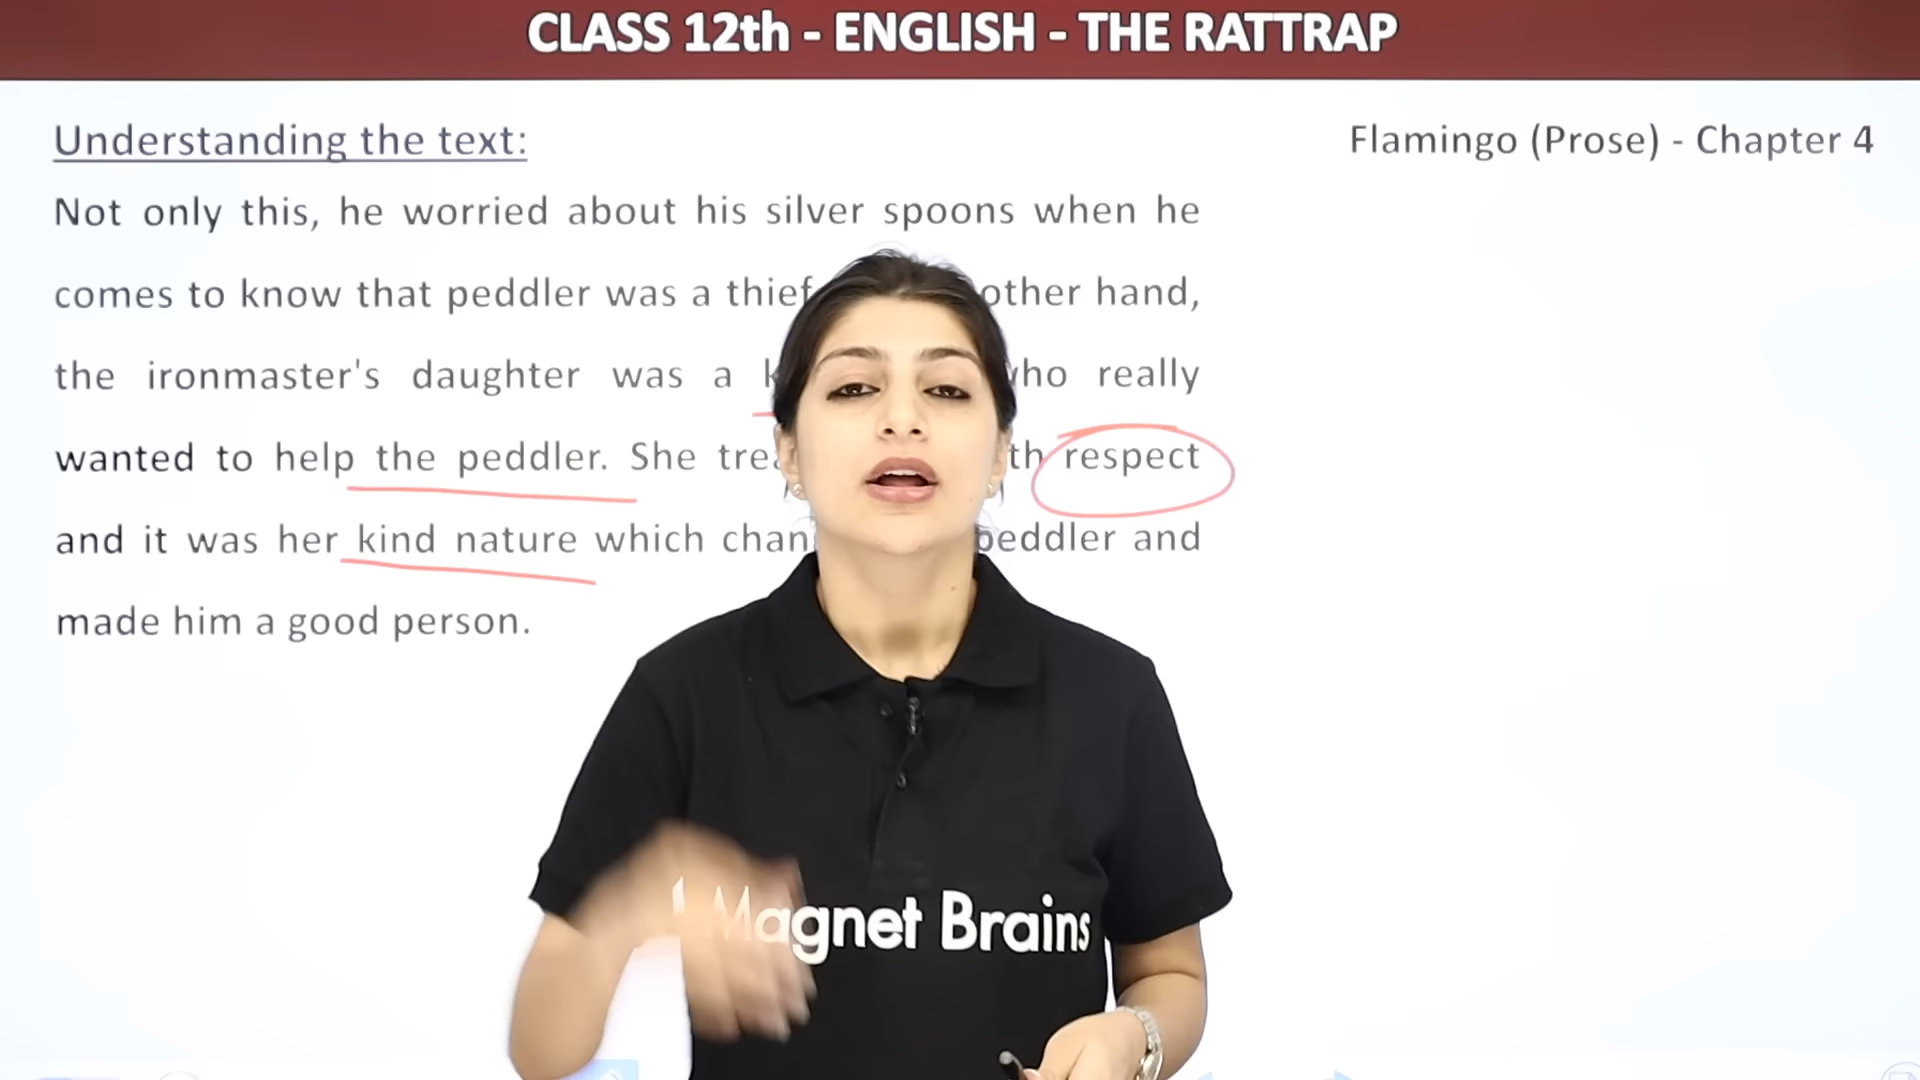 CLASS 12th - ENGLISH - THE RATTRAP
Understanding the text:
Flamingo (Prose) - Chapter 4
Not only this, he worried about his silver spoons when he
comes to know that peddler was a thief other hand,
the ironmaster's daughter was a who really
wanted to help the peddler. She respect
and it was her kind nature which peddler and
made him a good person.
Magnet Brains